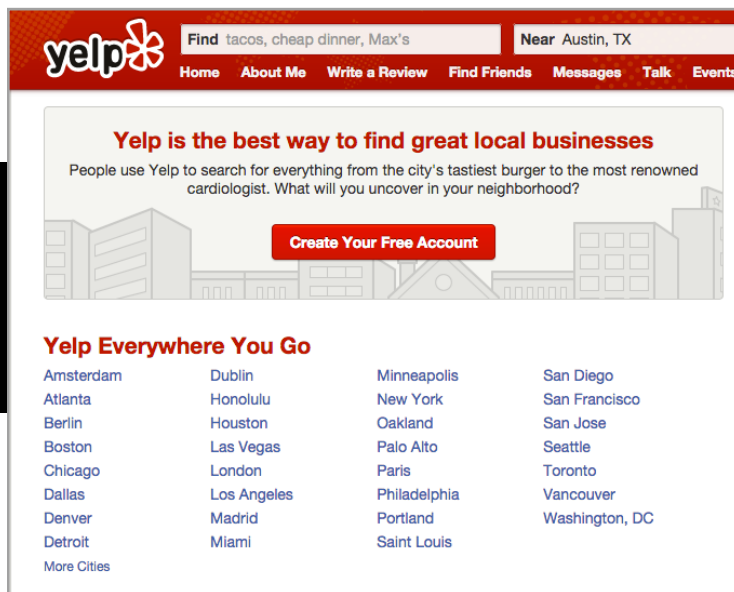 yelp
Find tacos, cheap dinner, Max's
Near Austin, TX
Home About Me Write a Review Find Friends Messages Talk Events
Yelp is the best way to find great local businesses
People use Yelp to search for everything from the city's tastiest burger to the most renowned
cardiologist. What will you uncover in your neighborhood?
Create Your Free Account
Yelp Everywhere You Go
Amsterdam
Atlanta
Berlin
Boston
Chicago
Dallas
Denver
Detroit
More Cities
Dublin
Honolulu
Houston
Las Vegas
London
Los Angeles
Madrid
Miami
Minneapolis
New York
Oakland
Palo Alto
Paris
Philadelphia
Portland
Saint Louis
San Diego
San Francisco
San Jose
Seattle
Toronto
Vancouver
Washington, DC